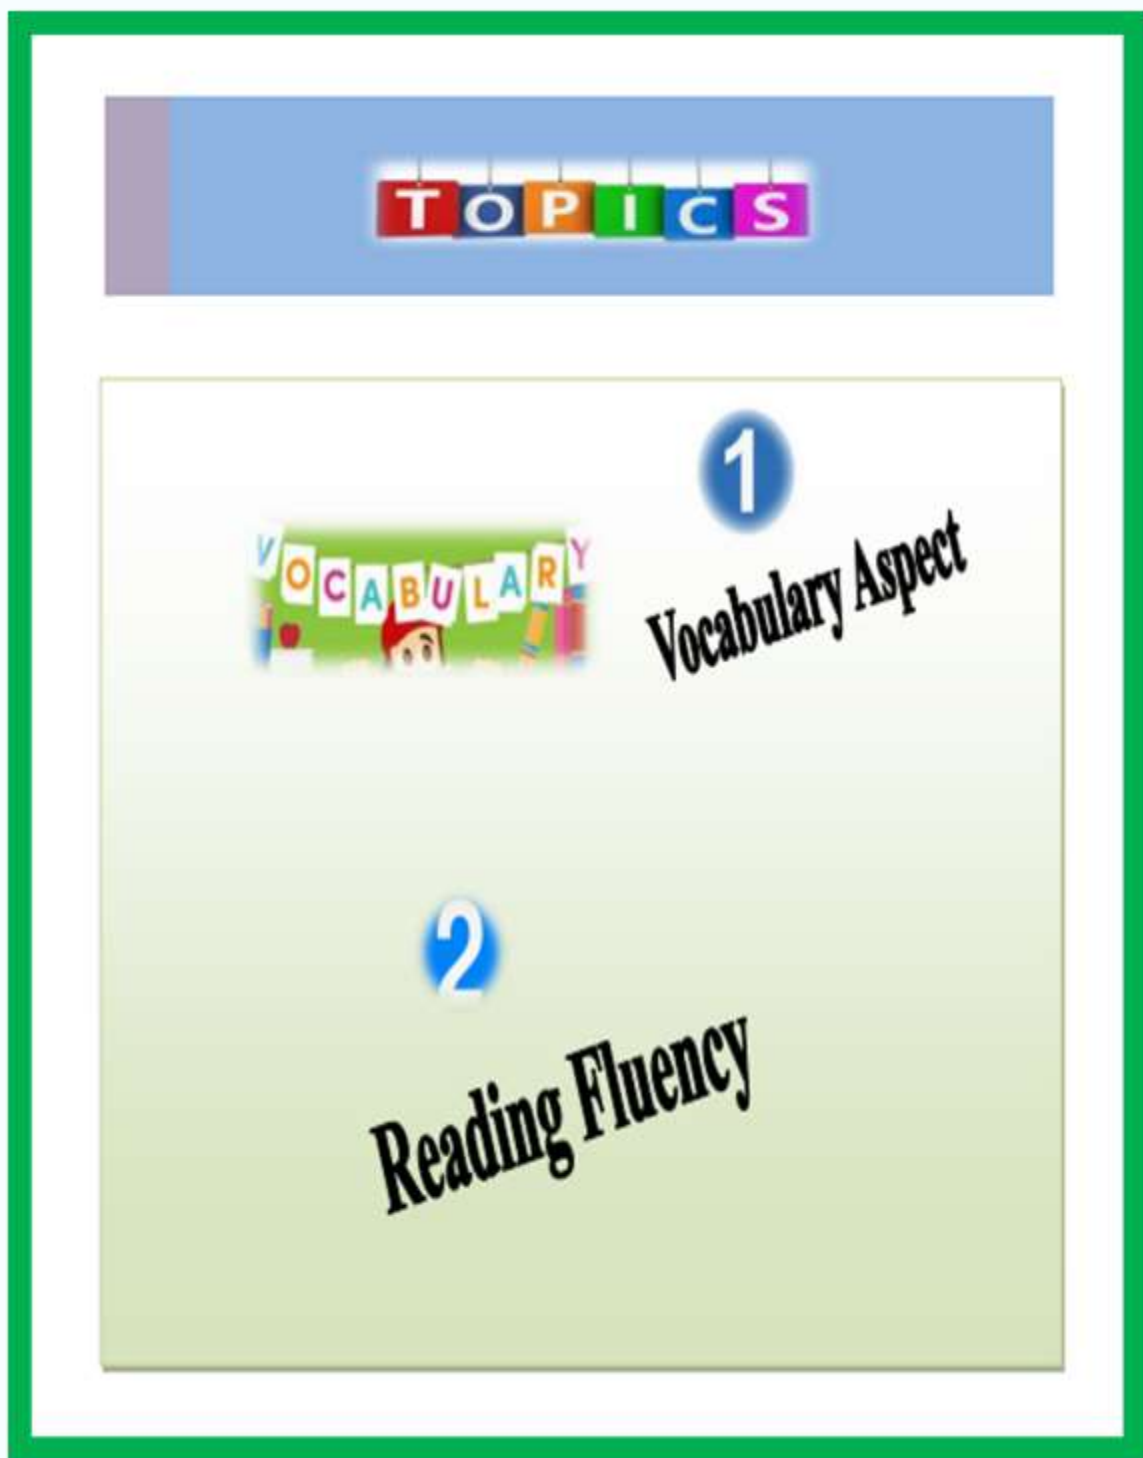 TOPICS
1
VOCABULARY
Vocabulary Aspect
2
Reading Fluency